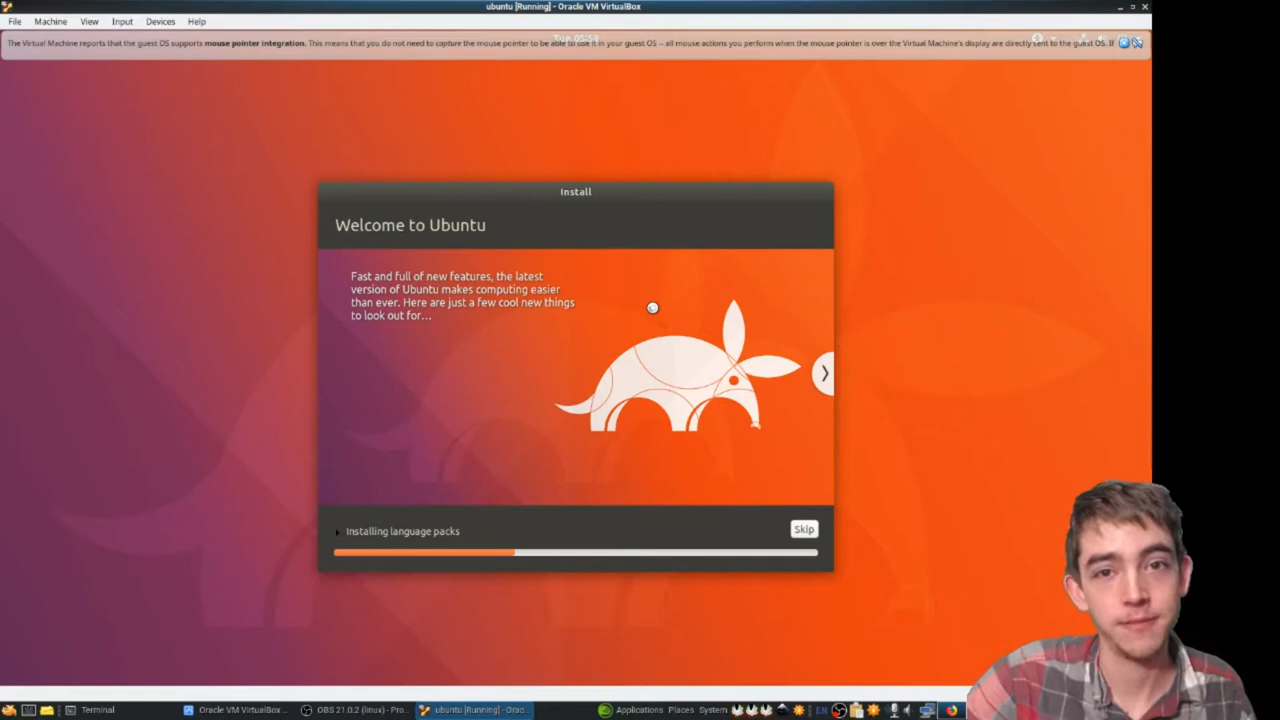 ubuntu [Running] - Oracle VM VirtualBox
File Machine View Input Devices Help
The Virtual Machine reports that the guest OS supports mouse pointer integration. This means that you do not need to capture the mouse pointer to be able to use it in your guest OS -- all mouse actions you perform when the mouse pointer is over the Virtual Machine's display are directly sent to the guest OS. If
Install
Welcome to Ubuntu
Fast and full of new features, the latest
version of Ubuntu makes computing easier
than ever. Here are just a few cool new things
to look out for...
Installing language packs
Skip
Terminal Oracle VM VirtualBox ... OBS 21.0.2 (linux) - Pro... ubuntu [Running] - Orac... Applications Places System EN